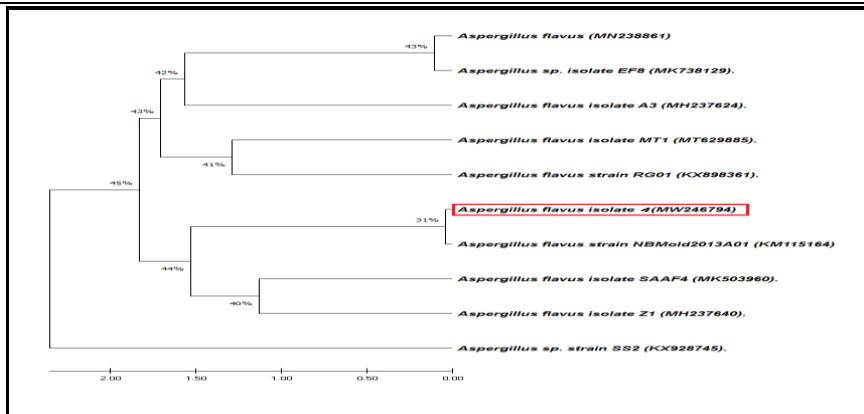 Aspergillus flavus (MN238861)
43%
Aspergillus sp. isolate EF8 (MK738129).
42%
Aspergillus flavus isolate A3 (MH237624).
43%
Aspergillus flavus isolate MT1 (MT629885).
41%
Aspergillus flavus strain RG01 (KX898361).
45%
Aspergillus flavus isolate 4(MW246794)
31%
Aspergillus flavus strain NBMold2013A01 (KM115164)
44%
Aspergillus flavus isolate SAAF4 (MK503960).
40%
Aspergillus flavus isolate Z1 (MH237640).
Aspergillus sp. strain SS2 (KX928745).
2.00 1.50 1.00 0.50 0.00